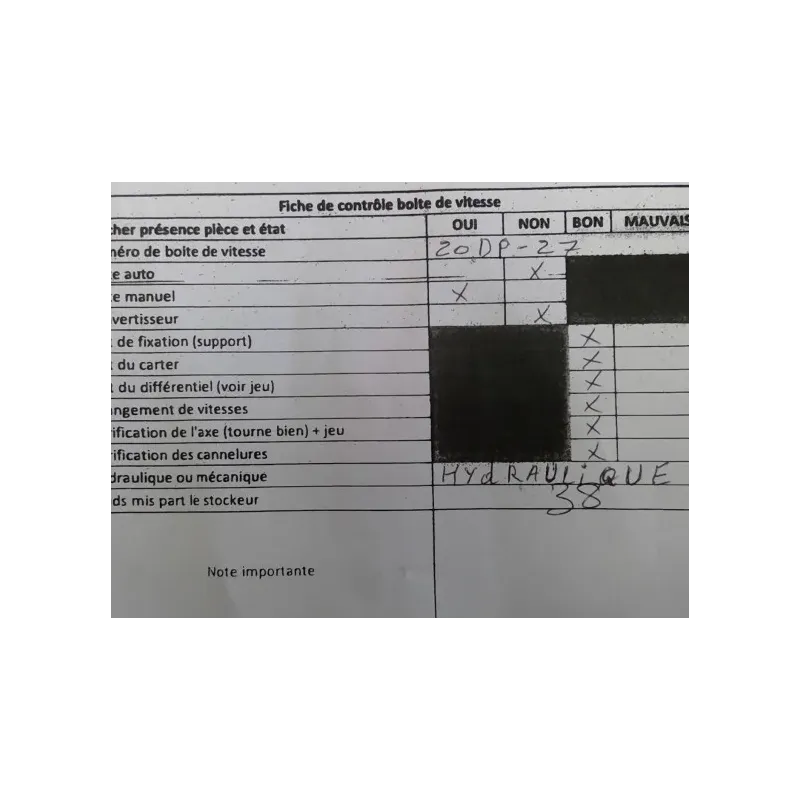 Fiche de contrôle boite de vitesse
cher présence pièce et état OUI NON BON MAUVAIS
méro de boite de vitesse 20DP-27
e auto X
e manuel X
vertisseur X
de fixation (support) X
du carter X
du différentiel (voir jeu) X
angement de vitesses X
rification de l'axe (tourne bien) + jeu X
rification des cannelures X
draulique ou mécanique HYdRAULiQUE
ds mis part le stockeur 38
Note importante